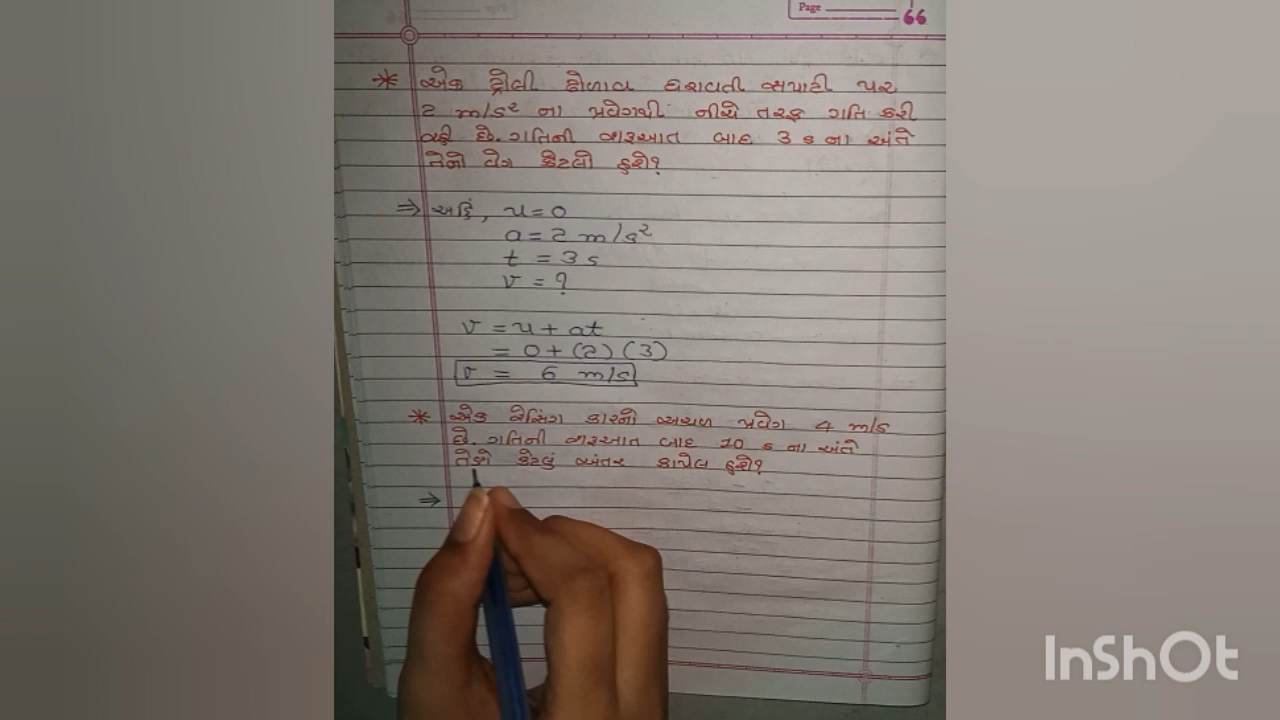 Page 66
* એક ટ્રોલી ઢોળાવ ધરાવતી સપાટી પર
2 m/s² ના પ્રવેગથી નીચે તરફ ગતિ કરી
રહી છે. ગતિની શરૂઆત બાદ 3 s ના અંતે
તેનો વેગ કેટલો હશે?
⇒ અહિં, u = 0
a = 2 m/s²
t = 3 s
v = ?
v = u + at
= 0 + (2) (3)
v = 6 m/s
* એક રેસિંગ કારનો અચળ પ્રવેગ 4 m/s
છે. ગતિની શરૂઆત બાદ 10 s ના અંતે
તેણે કેટલું અંતર કાપેલ હશે?
⇒
InShOt